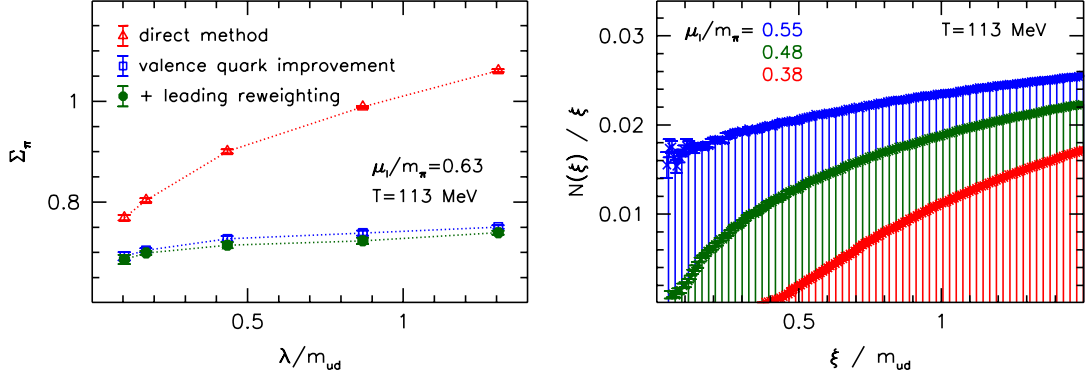 direct method
valence quark improvement
+ leading reweighting
1
0.8
Σπ
μI/mπ=0.63
T=113 MeV
0.5
1
λ/mud
μI/mπ= 0.55
0.48
0.38
T=113 MeV
0.03
0.02
0.01
N(ξ) / ξ
0.5
1
ξ / mud